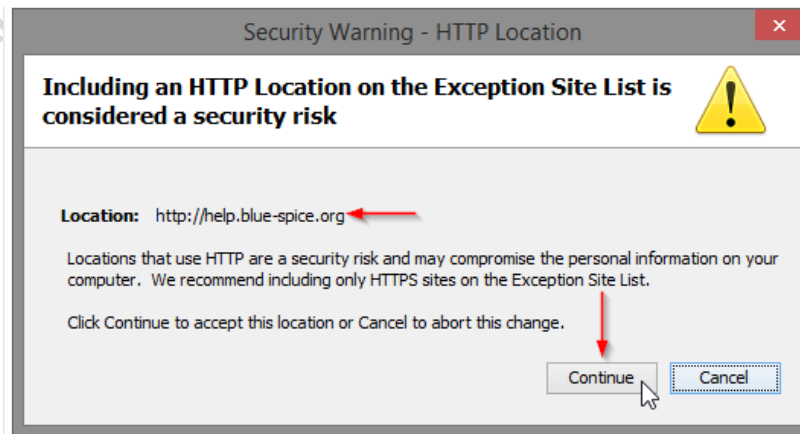 Security Warning - HTTP Location
Including an HTTP Location on the Exception Site List is
considered a security risk
Location: http://help.blue-spice.org
Locations that use HTTP are a security risk and may compromise the personal information on your
computer. We recommend including only HTTPS sites on the Exception Site List.
Click Continue to accept this location or Cancel to abort this change.
Continue Cancel